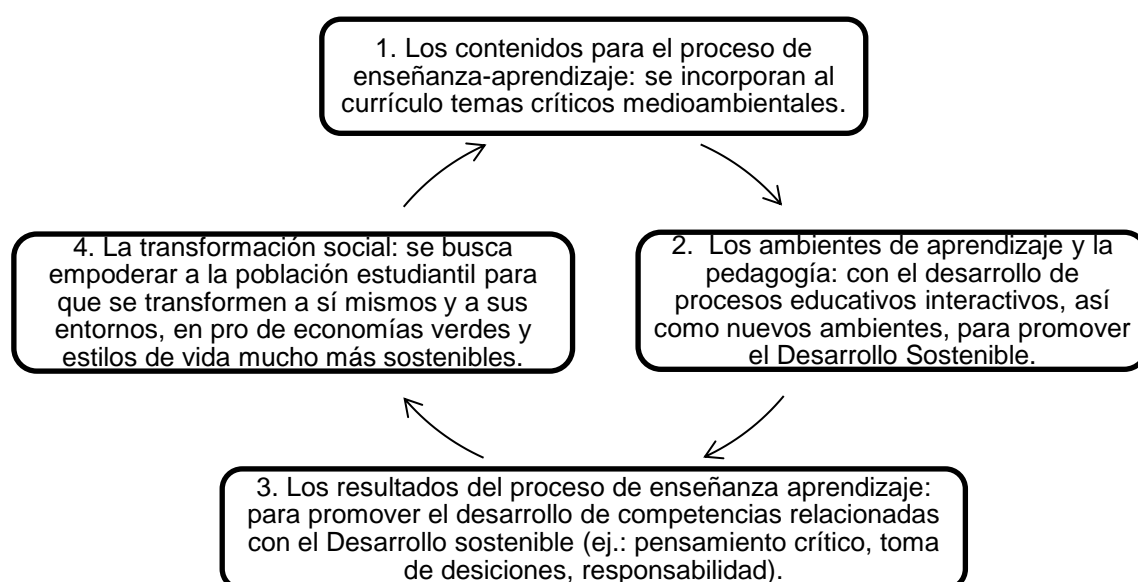 1. Los contenidos para el proceso de
enseñanza-aprendizaje: se incorporan al
currículo temas críticos medioambientales.
2.  Los ambientes de aprendizaje y la
pedagogía: con el desarrollo de
procesos educativos interactivos, así
como nuevos ambientes, para promover
el Desarrollo Sostenible.
3. Los resultados del proceso de enseñanza aprendizaje:
para promover el desarrollo de competencias relacionadas
con el Desarrollo sostenible (ej.: pensamiento crítico, toma
de desiciones, responsabilidad).
4. La transformación social: se busca
empoderar a la población estudiantil para
que se transformen a sí mismos y a sus
entornos, en pro de economías verdes y
estilos de vida mucho más sostenibles.